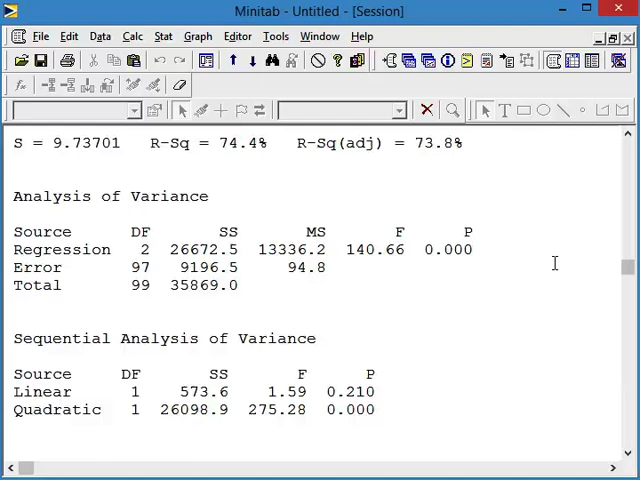 Minitab - Untitled - [Session]
File Edit Data Calc Stat Graph Editor Tools Window Help
S = 9.73701 R-Sq = 74.4% R-Sq(adj) = 73.8%
Analysis of Variance
Source DF SS MS F P
Regression 2 26672.5 13336.2 140.66 0.000
Error 97 9196.5 94.8
Total 99 35869.0
Sequential Analysis of Variance
Source DF SS F P
Linear 1 573.6 1.59 0.210
Quadratic 1 26098.9 275.28 0.000